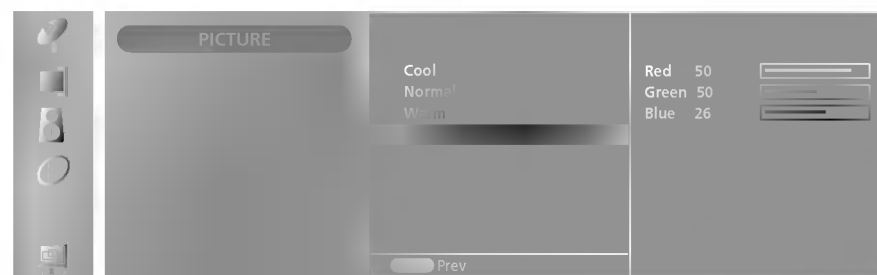 PICTURE
Cool
Normal
Warm
Red 50
Green 50
Blue 26
Prev